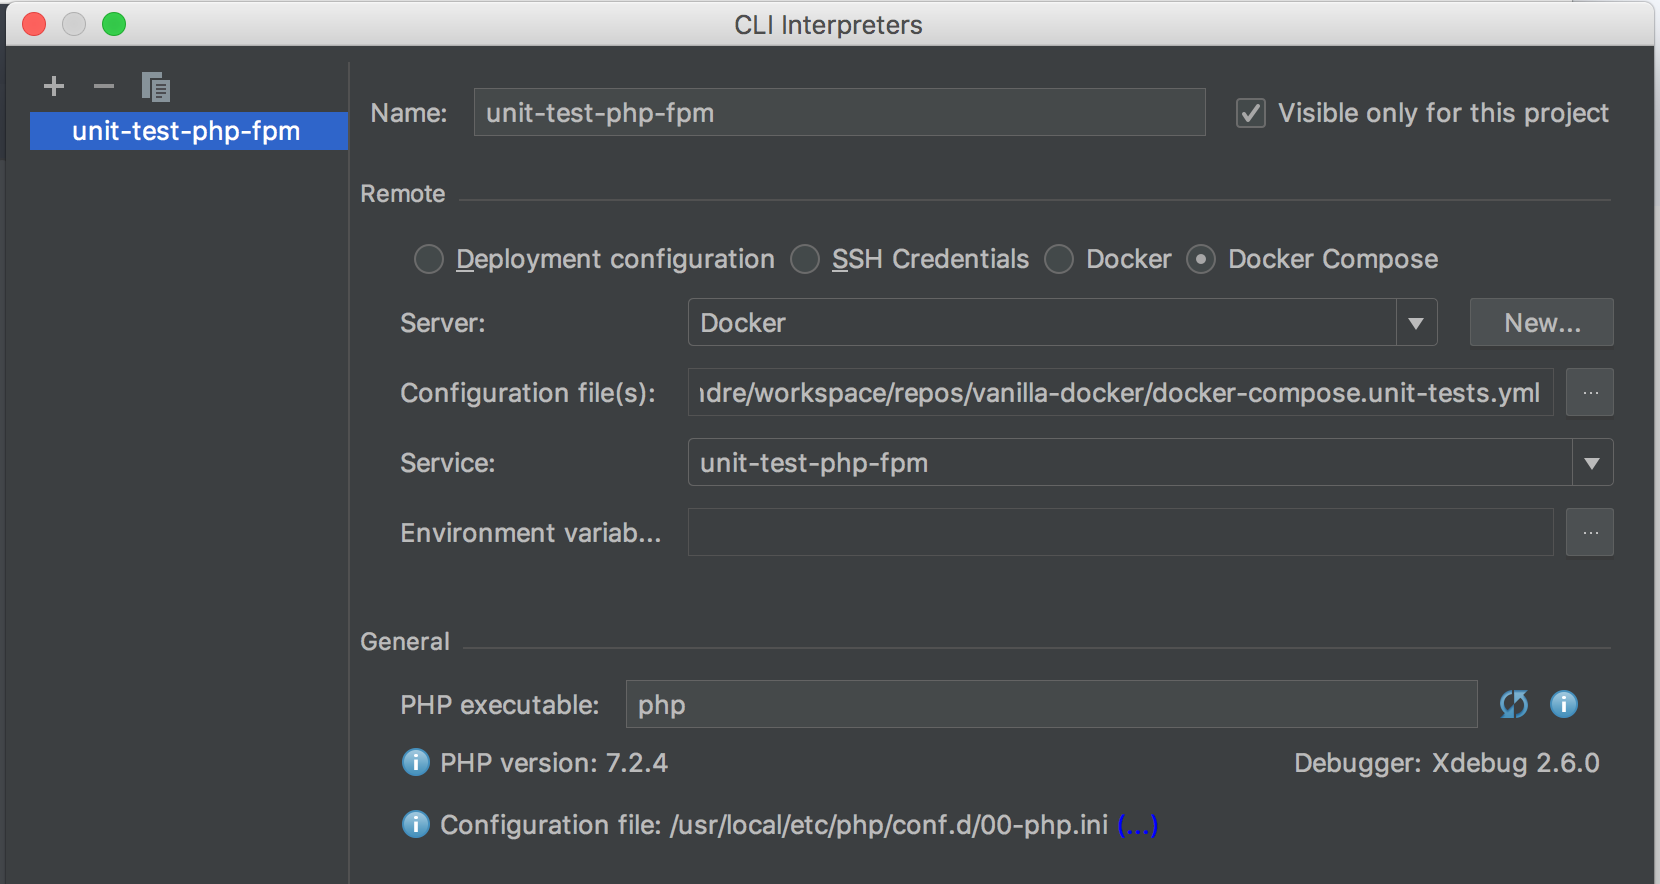 CLI Interpreters
unit-test-php-fpm
Name: unit-test-php-fpm Visible only for this project
Remote
Deployment configuration SSH Credentials Docker Docker Compose
Server: Docker New...
Configuration file(s): ndre/workspace/repos/vanilla-docker/docker-compose.unit-tests.yml ...
Service: unit-test-php-fpm
Environment variab... ...
General
PHP executable: php
PHP version: 7.2.4 Debugger: Xdebug 2.6.0
Configuration file: /usr/local/etc/php/conf.d/00-php.ini (...)